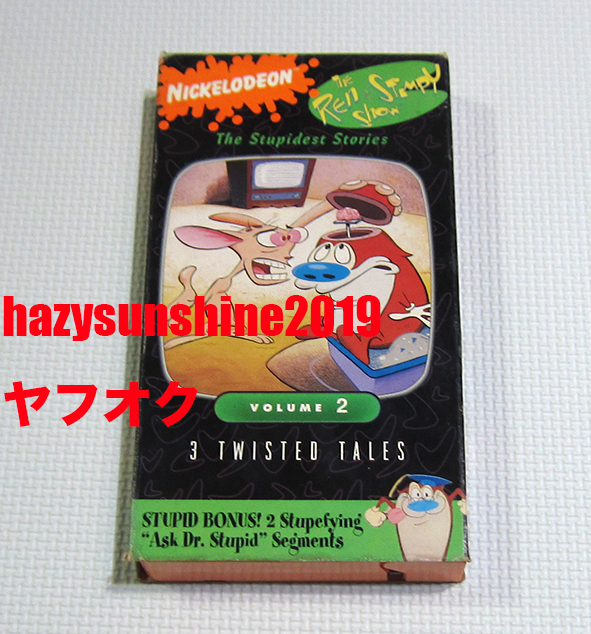 NICKELODEON
THE
REN & STIMPY
SHOW
The Stupidest Stories
hazysunshine2019
ヤフオク
VOLUME 2
3 TWISTED TALES
STUPID BONUS! 2 Stupefying
"Ask Dr. Stupid" Segments